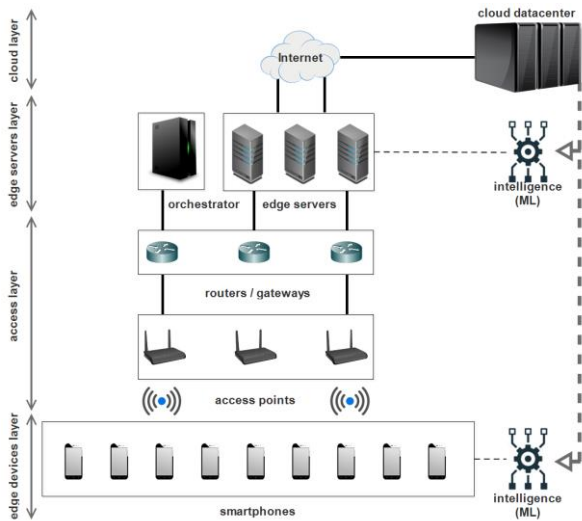 cloud datacenter
cloud layer
Internet
edge servers layer
intelligence
(ML)
orchestrator
edge servers
access layer
routers / gateways
access points
edge devices layer
smartphones
intelligence
(ML)